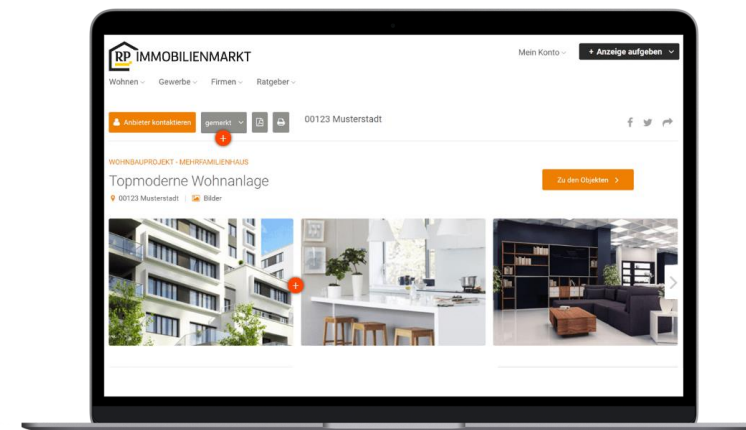 RP IMMOBILIENMARKT
Mein Konto
+ Anzeige aufgeben
Wohnen Gewerbe Firmen Ratgeber
Anbieter kontaktieren gemerkt 00123 Musterstadt
WOHNBAUPROJEKT - MEHRFAMILIENHAUS
Topmoderne Wohnanlage
Zu den Objekten
00123 Musterstadt | Bilder